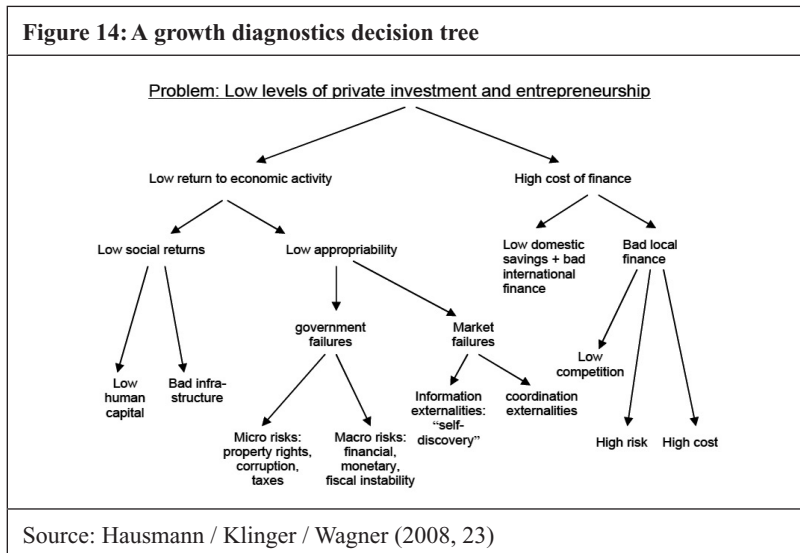 Figure 14: A growth diagnostics decision tree
Problem: Low levels of private investment and entrepreneurship
Low return to economic activity
High cost of finance
Low social returns
Low appropriability
Low domestic
savings + bad
international
finance
Bad local
finance
government
failures
Market
failures
Low
competition
Low
human
capital
Bad infra-
structure
Information
externalities:
“self-
discovery”
coordination
externalities
Micro risks:
property rights,
corruption,
taxes
Macro risks:
financial,
monetary,
fiscal instability
High risk
High cost
Source: Hausmann / Klinger / Wagner (2008, 23)